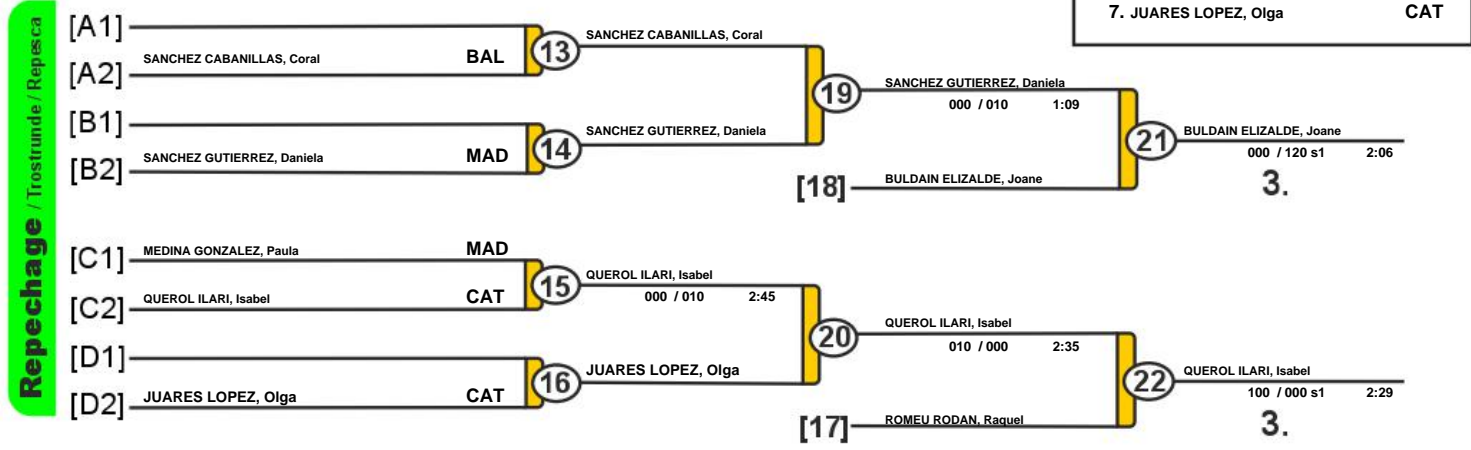 7. JUARES LOPEZ, Olga CAT
Repechage / Trostrunde / Repesca
[A1]
SANCHEZ CABANILLAS, Coral BAL
[A2]
13
SANCHEZ CABANILLAS, Coral
[B1]
SANCHEZ GUTIERREZ, Daniela MAD
[B2]
14
SANCHEZ GUTIERREZ, Daniela
19
SANCHEZ GUTIERREZ, Daniela
000 / 010 1:09
[18]
BULDAIN ELIZALDE, Joane
21
BULDAIN ELIZALDE, Joane
000 / 120 s1 2:06
3.
[C1]
MEDINA GONZALEZ, Paula MAD
[C2]
QUEROL ILARI, Isabel CAT
15
QUEROL ILARI, Isabel
000 / 010 2:45
[D1]
[D2]
JUARES LOPEZ, Olga CAT
16
JUARES LOPEZ, Olga
20
QUEROL ILARI, Isabel
010 / 000 2:35
[17]
ROMEU RODAN, Raquel
22
QUEROL ILARI, Isabel
100 / 000 s1 2:29
3.